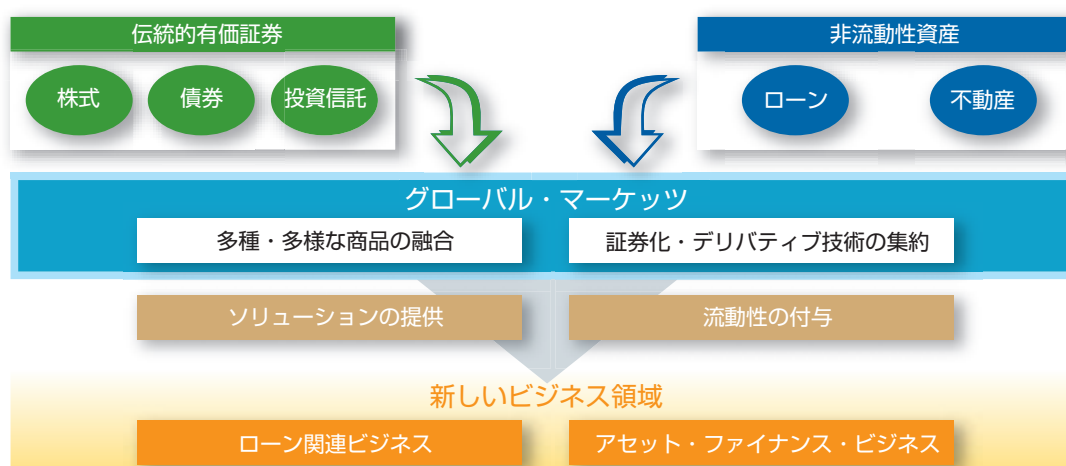 伝統的有価証券
株式
債券
投資信託
非流動性資産
ローン
不動産
グローバル・マーケッツ
多種・多様な商品の融合
証券化・デリバティブ技術の集約
ソリューションの提供
流動性の付与
新しいビジネス領域
ローン関連ビジネス
アセット・ファイナンス・ビジネス